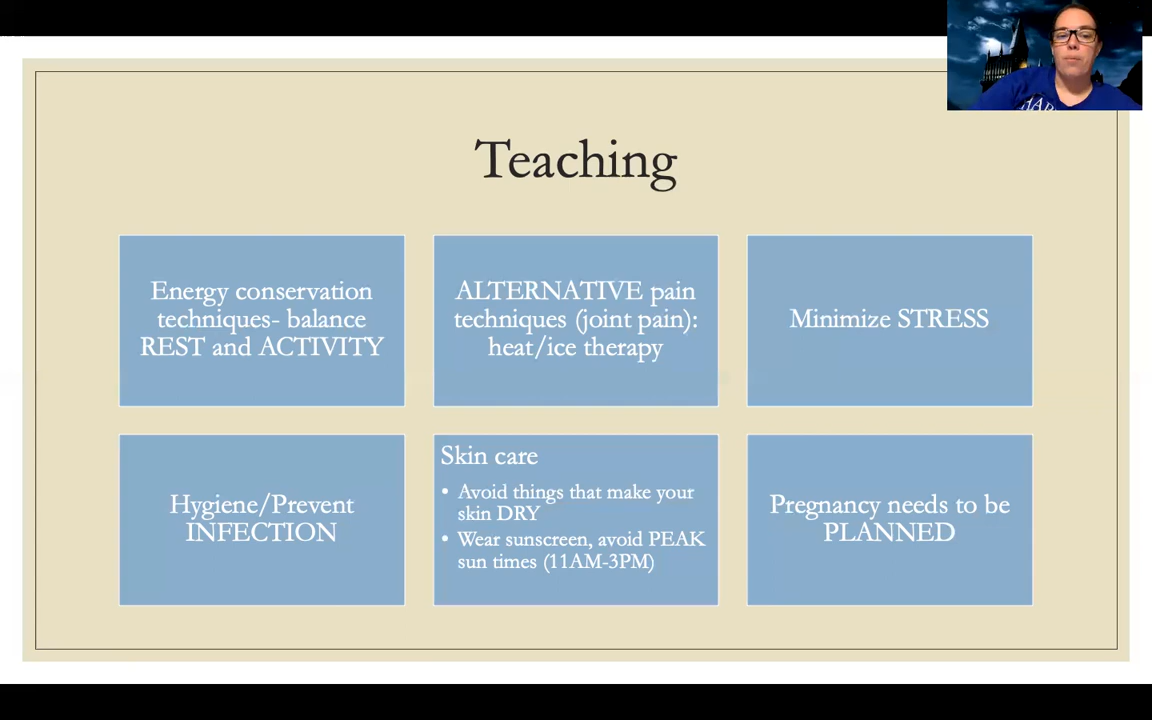 Teaching
Energy conservation
techniques- balance
REST and ACTIVITY
ALTERNATIVE pain
techniques (joint pain):
heat/ice therapy
Minimize STRESS
Hygiene/Prevent
INFECTION
Skin care
• Avoid things that make your
skin DRY
• Wear sunscreen, avoid PEAK
sun times (11AM-3PM)
Pregnancy needs to be
PLANNED